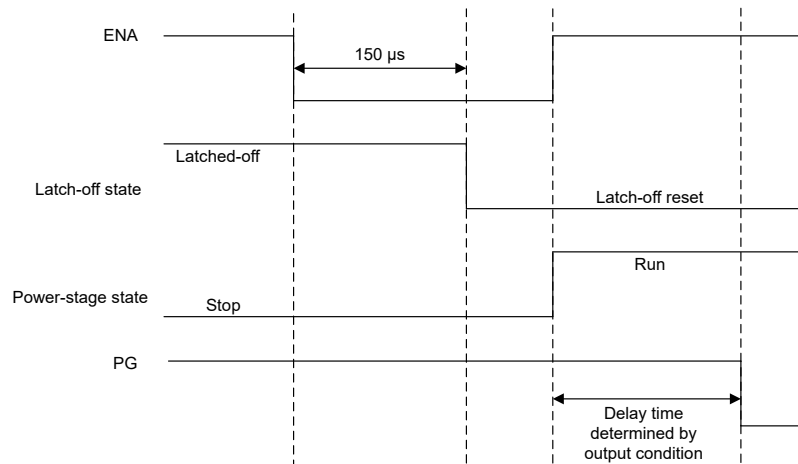 ENA
150 µs
Latched-off
Latch-off state
Latch-off reset
Run
Power-stage state
Stop
PG
Delay time
determined by
output condition